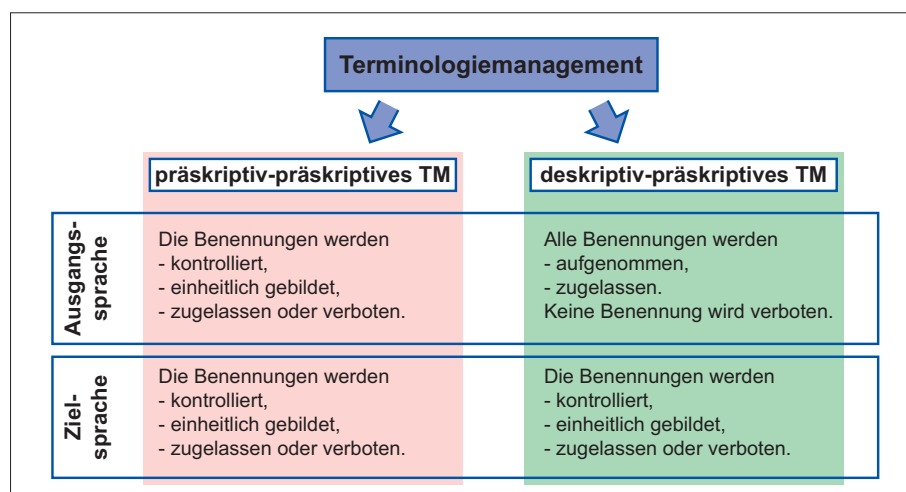 Terminologiemanagement
präskriptiv-präskriptives TM
deskriptiv-präskriptives TM
Ausgangs-
sprache
Die Benennungen werden
- kontrolliert,
- einheitlich gebildet,
- zugelassen oder verboten.
Alle Benennungen werden
- aufgenommen,
- zugelassen.
Keine Benennung wird verboten.
Ziel-
sprache
Die Benennungen werden
- kontrolliert,
- einheitlich gebildet,
- zugelassen oder verboten.
Die Benennungen werden
- kontrolliert,
- einheitlich gebildet,
- zugelassen oder verboten.